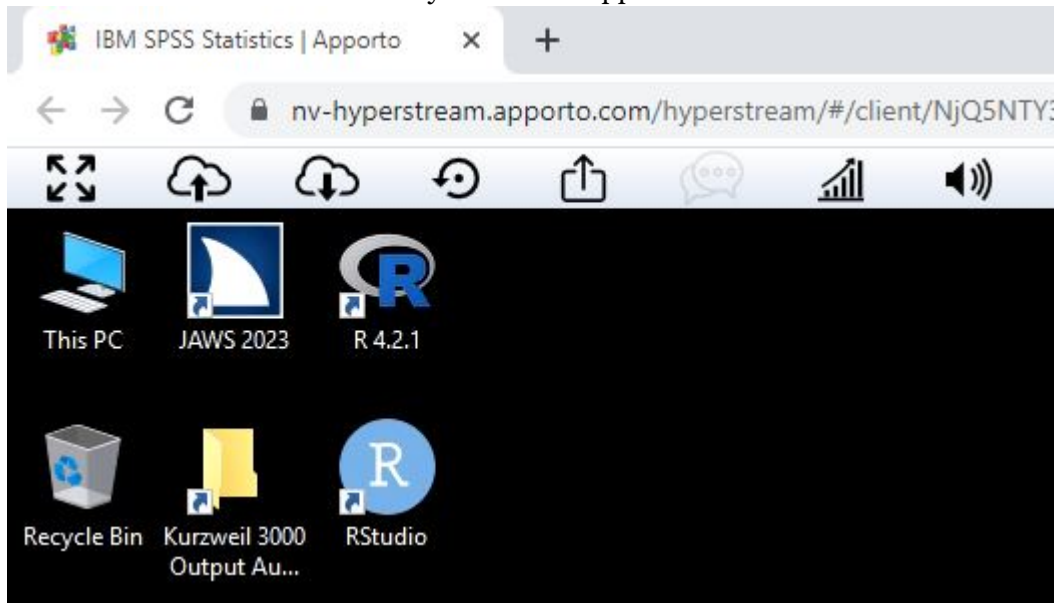 IBM SPSS Statistics | Apporto
nv-hyperstream.apporto.com/hyperstream/#/client/NjQ5NTY
This PC
JAWS 2023
R 4.2.1
Recycle Bin
Kurzweil 3000
Output Au...
R
RStudio